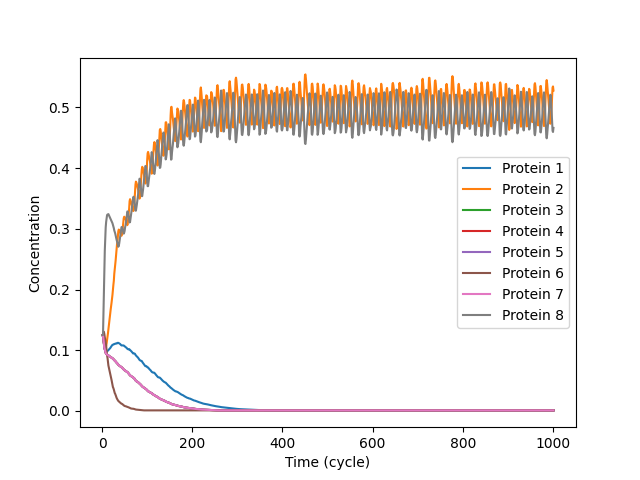 0.5
0.4
0.3
0.2
0.1
0.0
Concentration
0
200
400
600
800
1000
Time (cycle)
Protein 1
Protein 2
Protein 3
Protein 4
Protein 5
Protein 6
Protein 7
Protein 8